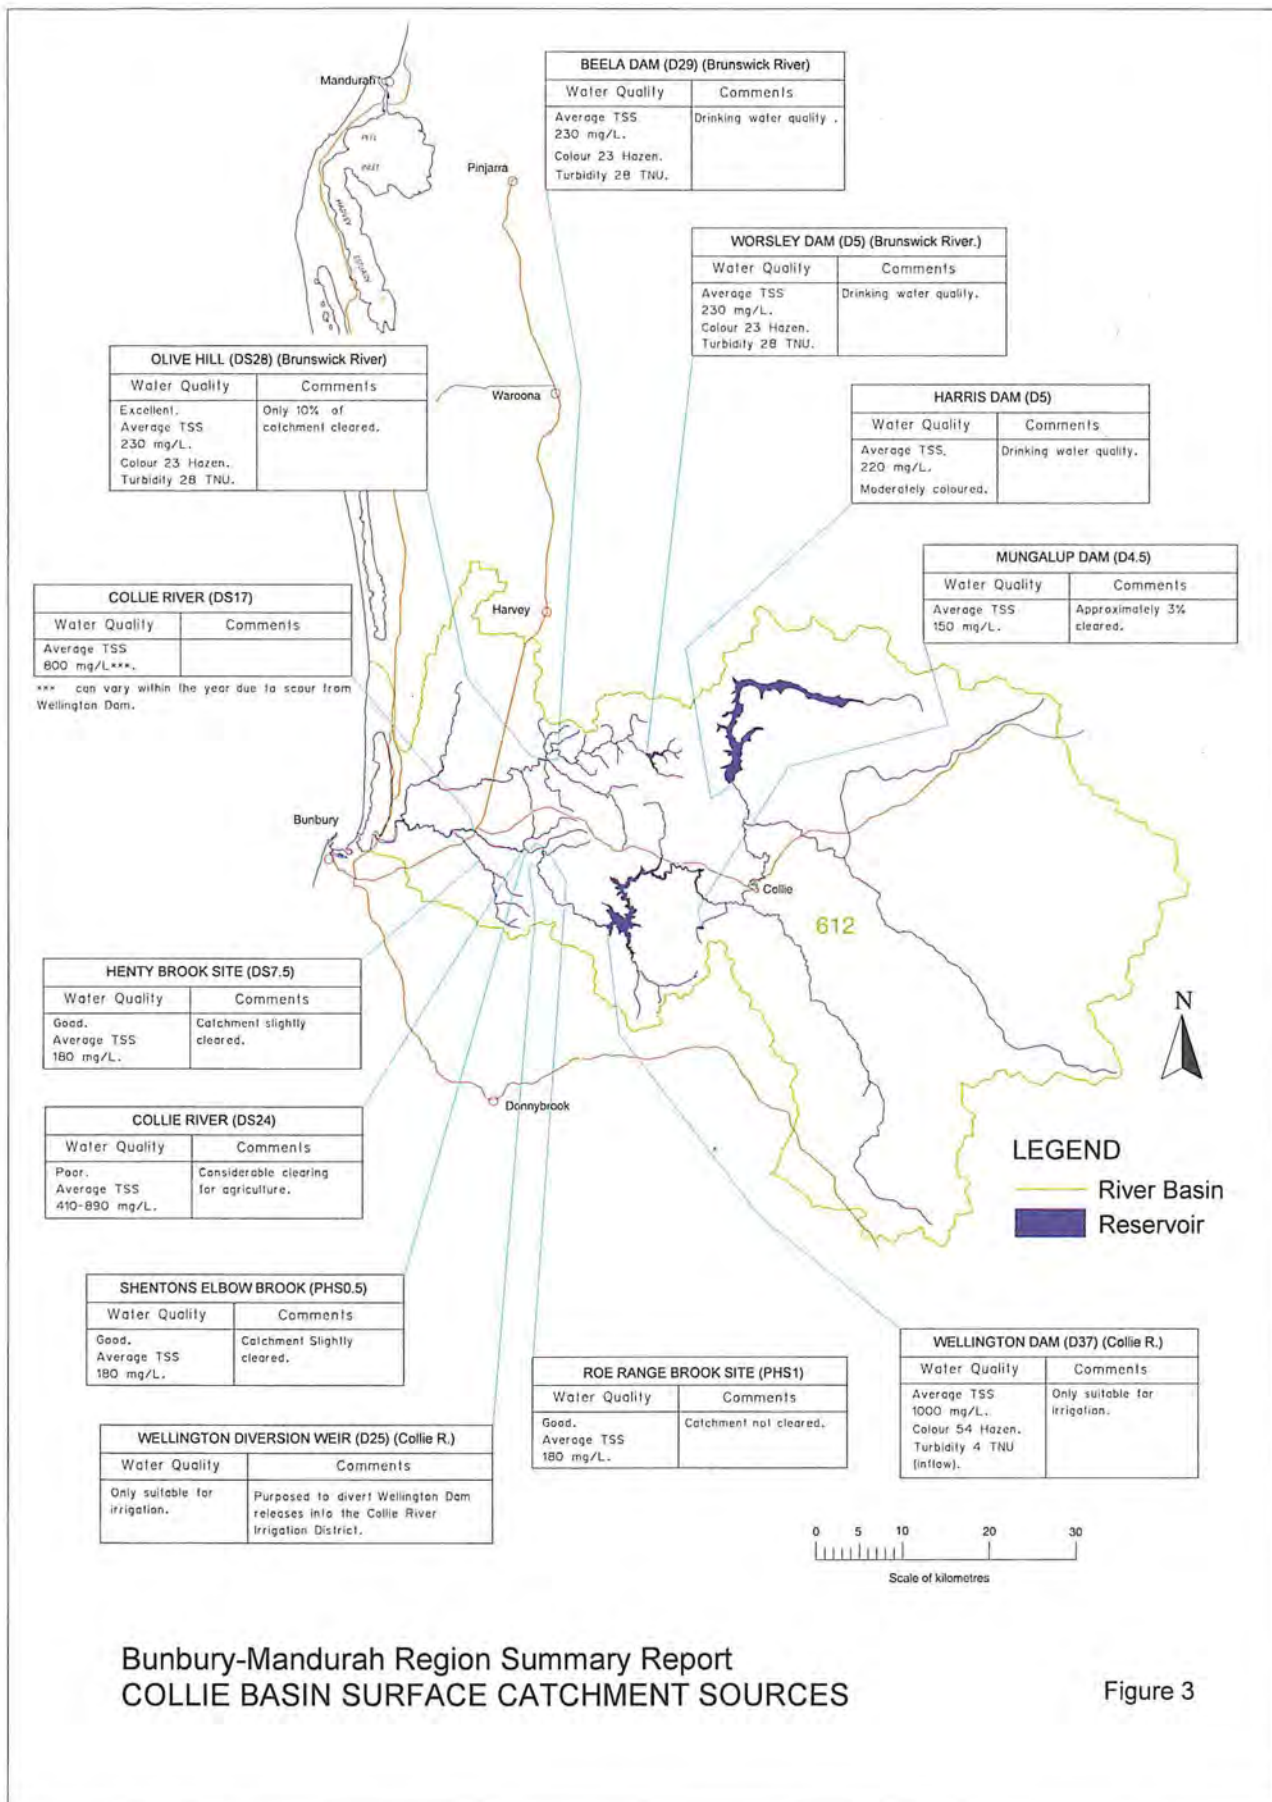 Mandurah
PEEL
INLET
HARVEY
ESTUARY
Pinjarra
BEELA DAM (D29) (Brunswick River)
Water Quality Comments
Average TSS Drinking water quality .
230 mg/L.
Colour 23 Hazen.
Turbidity 28 TNU.
WORSLEY DAM (D5) (Brunswick River.)
Water Quality Comments
Average TSS Drinking water quality.
230 mg/L.
Colour 23 Hazen.
Turbidity 28 TNU.
OLIVE HILL (DS28) (Brunswick River)
Water Quality Comments
Excellent. Only 10% of
Average TSS catchment cleared.
230 mg/L.
Colour 23 Hazen.
Turbidity 28 TNU.
Waroona
HARRIS DAM (D5)
Water Quality Comments
Average TSS. Drinking water quality.
220 mg/L.
Moderately coloured.
MUNGALUP DAM (D4.5)
Water Quality Comments
Average TSS Approximately 3%
150 mg/L. cleared.
COLLIE RIVER (DS17)
Water Quality Comments
Average TSS
800 mg/L***.
*** can vary within the year due to scour from
Wellington Dam.
Harvey
Bunbury
Collie
612
HENTY BROOK SITE (DS7.5)
Water Quality Comments
Good. Catchment slightly
Average TSS cleared.
180 mg/L.
N
COLLIE RIVER (DS24)
Water Quality Comments
Poor. Considerable clearing
Average TSS for agriculture.
410-890 mg/L.
Donnybrook
LEGEND
River Basin
Reservoir
SHENTONS ELBOW BROOK (PHS0.5)
Water Quality Comments
Good. Catchment Slightly
Average TSS cleared.
180 mg/L.
WELLINGTON DAM (D37) (Collie R.)
Water Quality Comments
Average TSS Only suitable for
1000 mg/L. irrigation.
Colour 54 Hazen.
Turbidity 4 TNU
(inflow).
ROE RANGE BROOK SITE (PHS1)
Water Quality Comments
Good. Catchment not cleared.
Average TSS
180 mg/L.
WELLINGTON DIVERSION WEIR (D25) (Collie R.)
Water Quality Comments
Only suitable for Purposed to divert Wellington Dam
irrigation. releases into the Collie River
Irrigation District.
0 5 10 20 30
Scale of kilometres
Bunbury-Mandurah Region Summary Report
COLLIE BASIN SURFACE CATCHMENT SOURCES
Figure 3